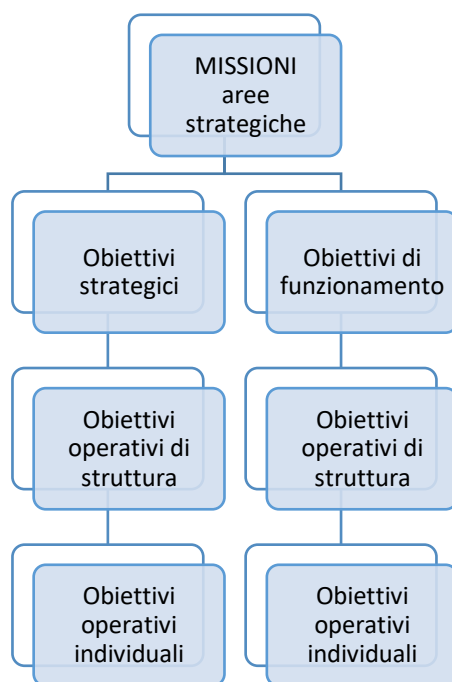 MISSIONI
aree
strategiche
Obiettivi
strategici
Obiettivi di
funzionamento
Obiettivi
operativi di
struttura
Obiettivi
operativi di
struttura
Obiettivi
operativi
individuali
Obiettivi
operativi
individuali